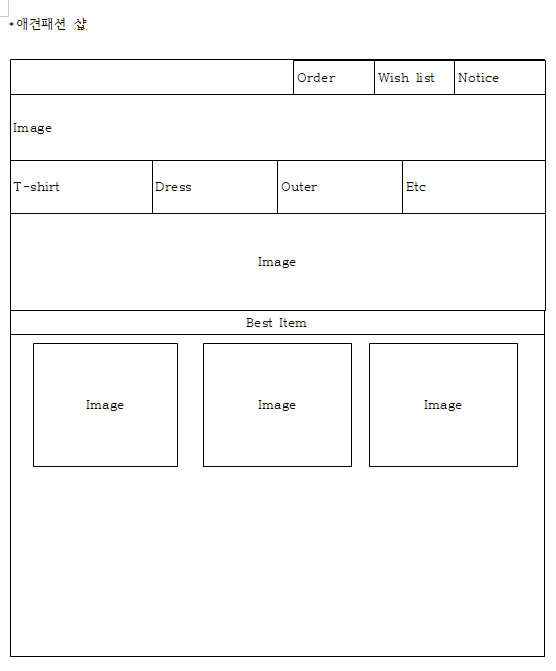 *애견패션 샵
Order Wish list Notice
Image
T-shirt Dress Outer Etc
Image
Best Item
Image Image Image